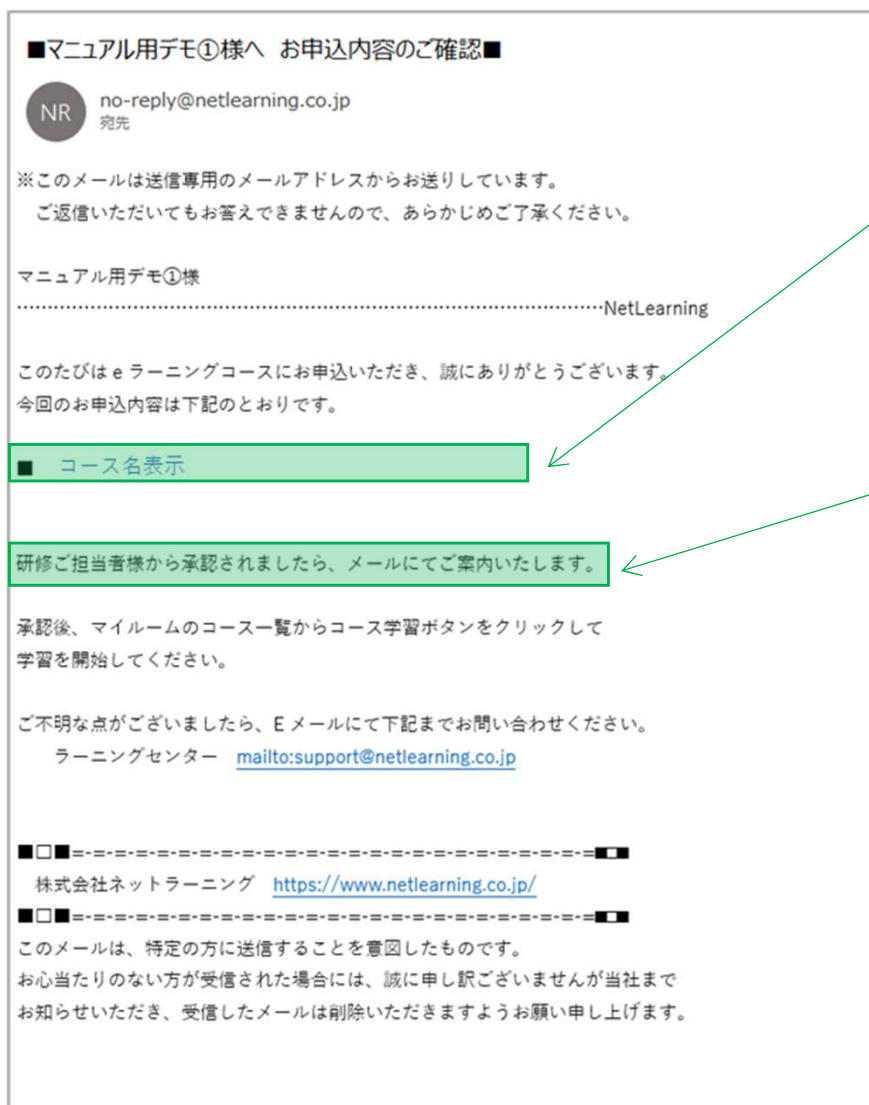 ■マニュアル用デモ①様へ お申込内容のご確認■
NR
no-reply@netlearning.co.jp
宛先
※このメールは送信専用のメールアドレスからお送りしています。
ご返信いただいてもお答えできませんので、あらかじめご了承ください。
マニュアル用デモ①様
………………………………………………………………………………………NetLearning
このたびはｅラーニングコースにお申込いただき、誠にありがとうございます。
今回のお申込内容は下記のとおりです。
■ コース名表示
研修ご担当者様から承認されましたら、メールにてご案内いたします。
承認後、マイルームのコース一覧からコース学習ボタンをクリックして
学習を開始してください。
ご不明な点がございましたら、Eメールにて下記までお問い合わせください。
ラーニングセンター mailto:support@netlearning.co.jp
■□■=-=-=-=-=-=-=-=-=-=-=-=-=-=-=-=-=-=-=-=-=-=-=-=-=■□■
株式会社ネットラーニング https://www.netlearning.co.jp/
■□■=-=-=-=-=-=-=-=-=-=-=-=-=-=-=-=-=-=-=-=-=-=-=-=-=■□■
このメールは、特定の方に送信することを意図したものです。
お心当たりのない方が受信された場合には、誠に申し訳ございませんが当社まで
お知らせいただき、受信したメールは削除いただきますようお願い申し上げます。